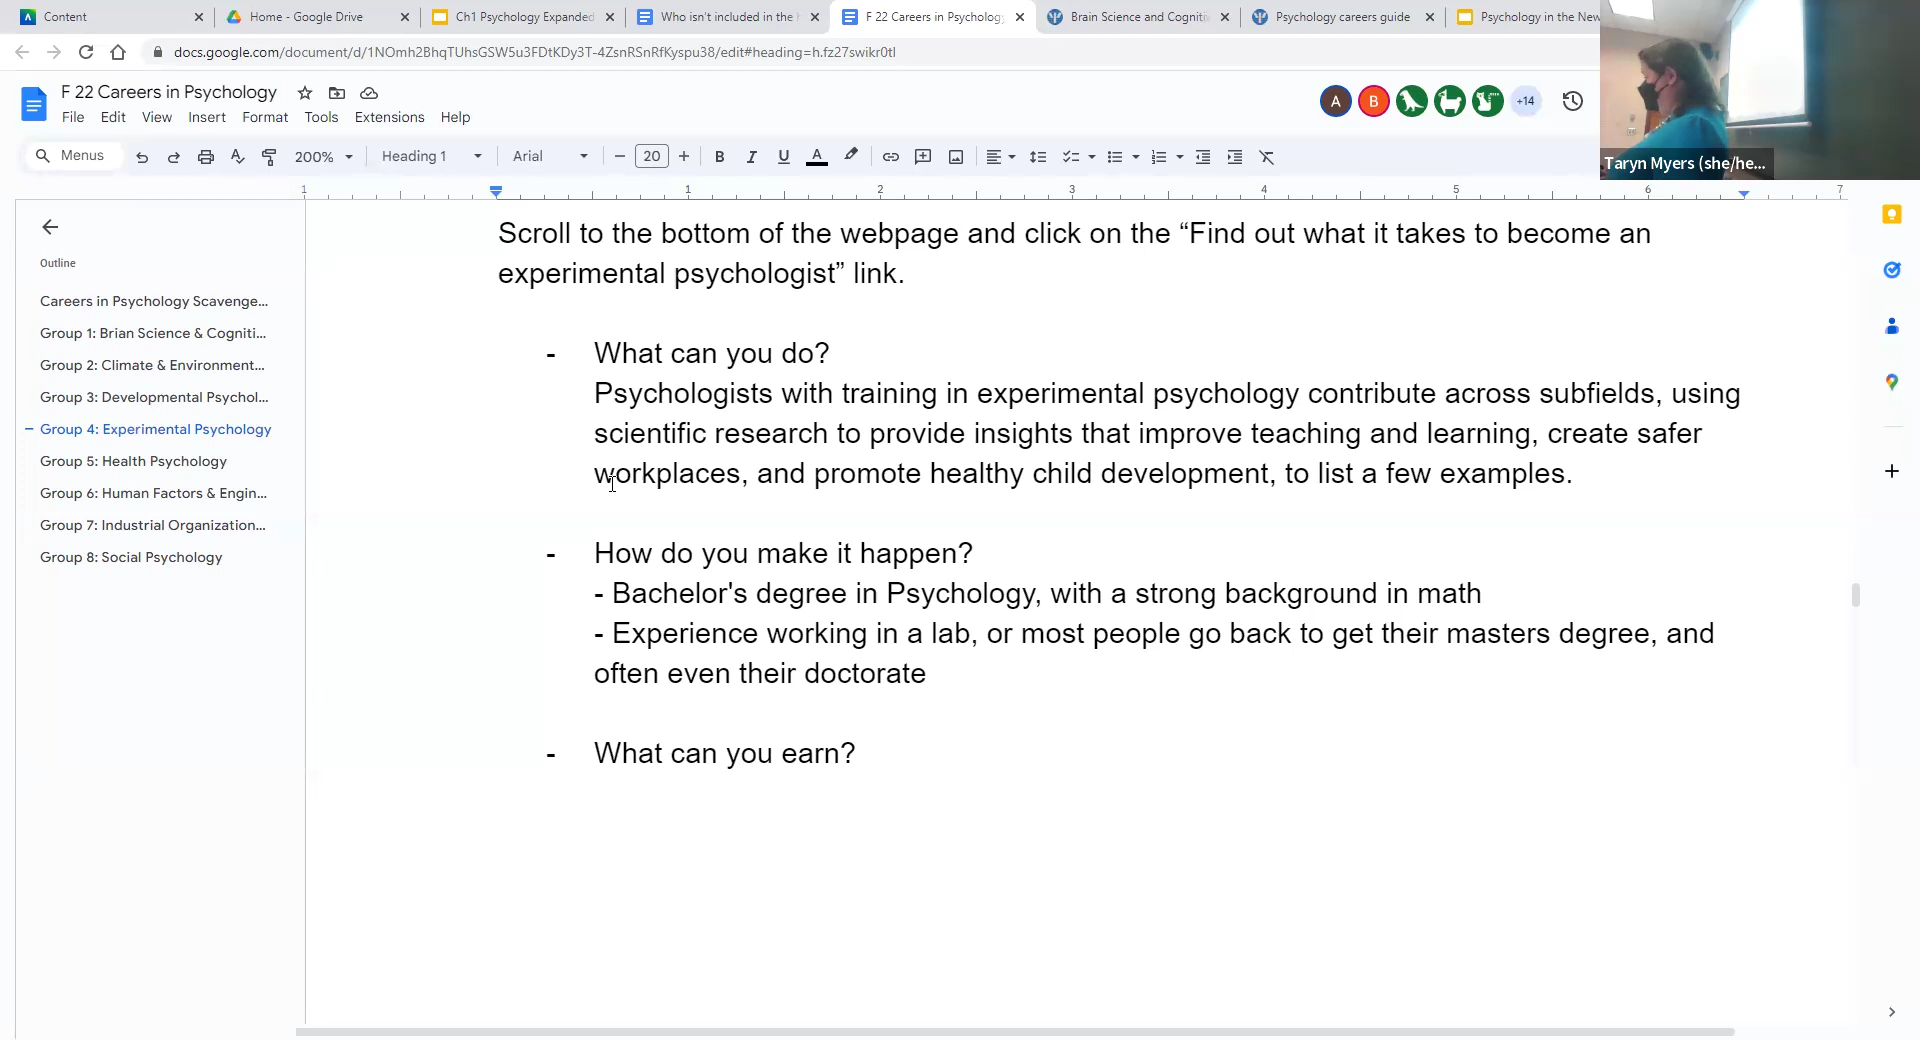 Content
Home - Google Drive
Ch1 Psychology Expanded
Who isn't included in the h
F 22 Careers in Psychology
Brain Science and Cogniti
Psychology careers guide
Psychology in the New
docs.google.com/document/d/1NOmh2BhqTUhsGSW5u3FDtKDy3T-4ZsnRSnRfKyspu38/edit#heading=h.fz27swikr0tl
F 22 Careers in Psychology
A
B
+14
File Edit View Insert Format Tools Extensions Help
Menus
200%
Heading 1
Arial
20
B I U A
Taryn Myers (she/he...
1 1 2 3 4 5 6 7
Outline
Careers in Psychology Scavenge...
Group 1: Brian Science & Cogniti...
Group 2: Climate & Environment...
Group 3: Developmental Psychol...
Group 4: Experimental Psychology
Group 5: Health Psychology
Group 6: Human Factors & Engin...
Group 7: Industrial Organization...
Group 8: Social Psychology
Scroll to the bottom of the webpage and click on the “Find out what it takes to become an
experimental psychologist” link.
- What can you do?
Psychologists with training in experimental psychology contribute across subfields, using
scientific research to provide insights that improve teaching and learning, create safer
workplaces, and promote healthy child development, to list a few examples.
- How do you make it happen?
- Bachelor's degree in Psychology, with a strong background in math
- Experience working in a lab, or most people go back to get their masters degree, and
often even their doctorate
- What can you earn?